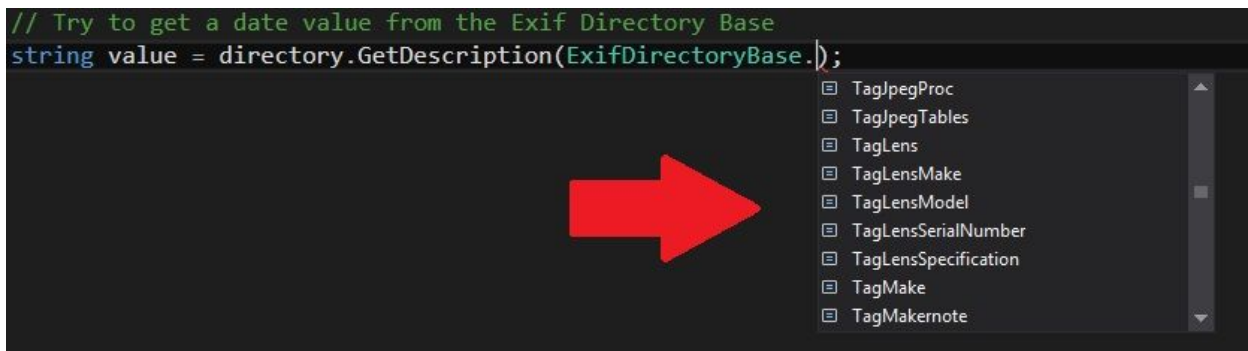 // Try to get a date value from the Exif Directory Base
string value = directory.GetDescription(ExifDirectoryBase.);
TagJpegProc
TagJpegTables
TagLens
TagLensMake
TagLensModel
TagLensSerialNumber
TagLensSpecification
TagMake
TagMakernote